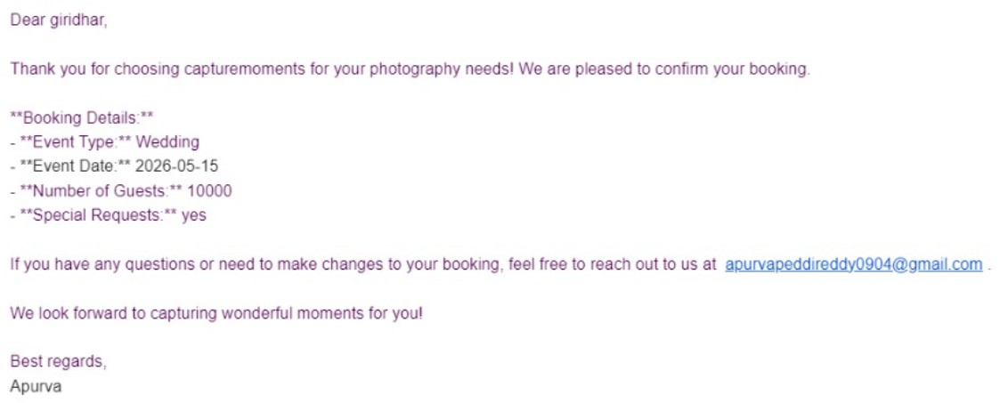 Dear giridhar,
Thank you for choosing capturemoments for your photography needs! We are pleased to confirm your booking.
**Booking Details:**
- **Event Type:** Wedding
- **Event Date:** 2026-05-15
- **Number of Guests:** 10000
- **Special Requests:** yes
If you have any questions or need to make changes to your booking, feel free to reach out to us at  apurvapeddireddy0904@gmail.com .
We look forward to capturing wonderful moments for you!
Best regards,
Apurva